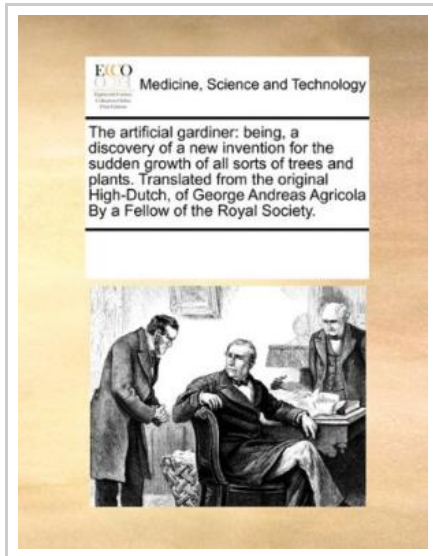 ECCO
Medicine, Science and Technology
The artificial gardiner: being, a
discovery of a new invention for the
sudden growth of all sorts of trees and
plants. Translated from the original
High-Dutch, of George Andreas Agricola
By a Fellow of the Royal Society.